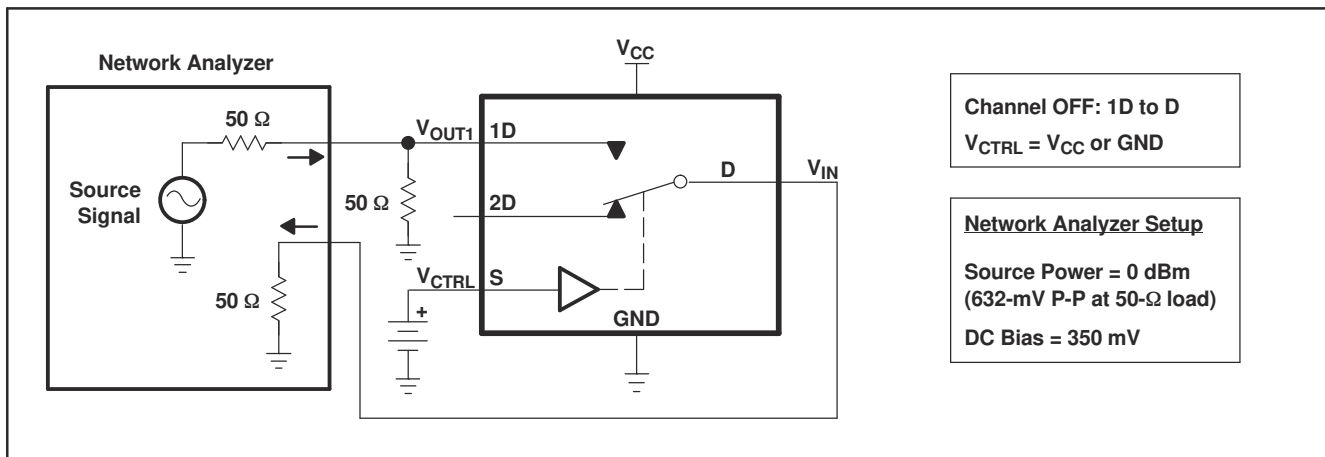 Network Analyzer
50 Ω
Source
Signal
50 Ω
V_OUT1
1D
50 Ω
2D
V_CTRL
S
+
V_CC
D
V_IN
GND
Channel OFF: 1D to D
V_CTRL = V_CC or GND
Network Analyzer Setup
Source Power = 0 dBm
(632-mV P-P at 50-Ω load)
DC Bias = 350 mV